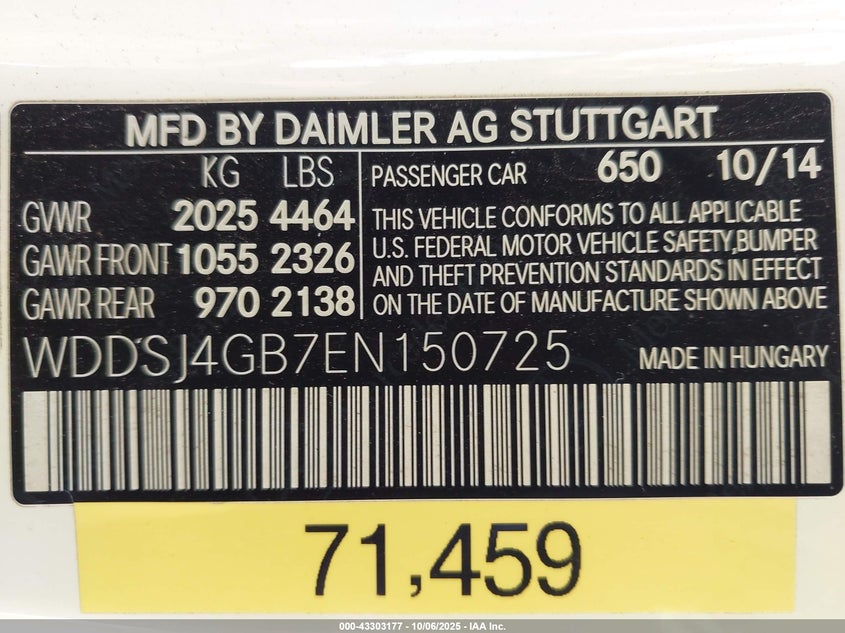 MFD BY DAIMLER AG STUTTGART
KG LBS
GVWR 2025 4464
GAWR FRONT 1055 2326
GAWR REAR 970 2138
PASSENGER CAR 650 10/14
THIS VEHICLE CONFORMS TO ALL APPLICABLE
U.S. FEDERAL MOTOR VEHICLE SAFETY,BUMPER
AND THEFT PREVENTION STANDARDS IN EFFECT
ON THE DATE OF MANUFACTURE SHOWN ABOVE
WDDSJ4GB7EN150725 MADE IN HUNGARY
71,459
000-43303177 - 10/06/2025 - IAA Inc.